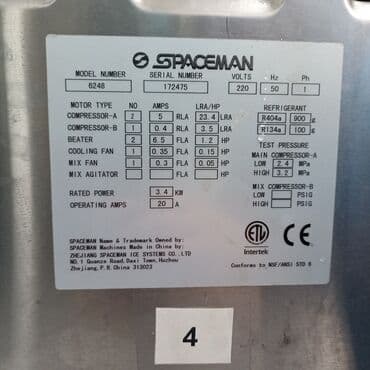 SPACEMAN
MODEL NUMBER SERIAL NUMBER VOLTS Hz Ph
6248 172475 220 50 1
MOTOR TYPE NO AMPS LRA/HP
COMPRESSOR-A 2 5 RLA 23.4 LRA
COMPRESSOR-B 1 0.4 RLA 3.5 LRA
BEATER 2 6.5 FLA 1.2 HP
COOLING FAN 1 0.35 FLA 0.15 HP
MIX FAN 1 0.3 FLA 0.05 HP
MIX AGITATOR FLA HP
RATED POWER 3.4 KW
OPERATING AMPS 20 A
REFRIGERANT
R404a 900 g
R134a 100 g
TEST PRESSURE
MAIN COMPRESSOR-A
LOW 2.4 MPa
HIGH 3.2 MPa
MIX COMPRESSOR-B
LOW PSIG
HIGH PSIG
SPACEMAN Name & Trademark Owned by:
SPACEMAN Machines Made in China by:
ZHEJIANG SPACEMAN ICE SYSTEMS CO.,LTD
NO.1 Guanza Road, Daxi Town, Huzhou
Zhejiang, P.R.China 313023
ETL
Intertek
Conforms to NSF/ANSI STD 6
4